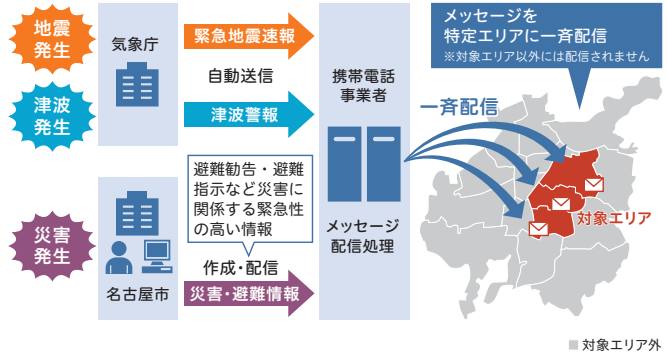 地震
発生
気象庁
緊急地震速報
自動送信
津波
発生
津波警報
災害
発生
名古屋市
避難勧告・避難
指示など災害に
関係する緊急性
の高い情報
作成・配信
災害・避難情報
携帯電話
事業者
メッセージ
配信処理
メッセージを
特定エリアに一斉配信
※対象エリア以外には配信されません
一斉配信
対象エリア
対象エリア外